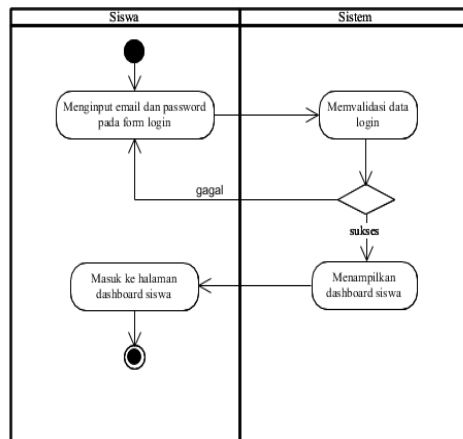 Siswa
Sistem
Menginput email dan password
pada form login
Memvalidasi data
login
gagal
sukses
Masuk ke halaman
dashboard siswa
Menampilkan
dashboard siswa